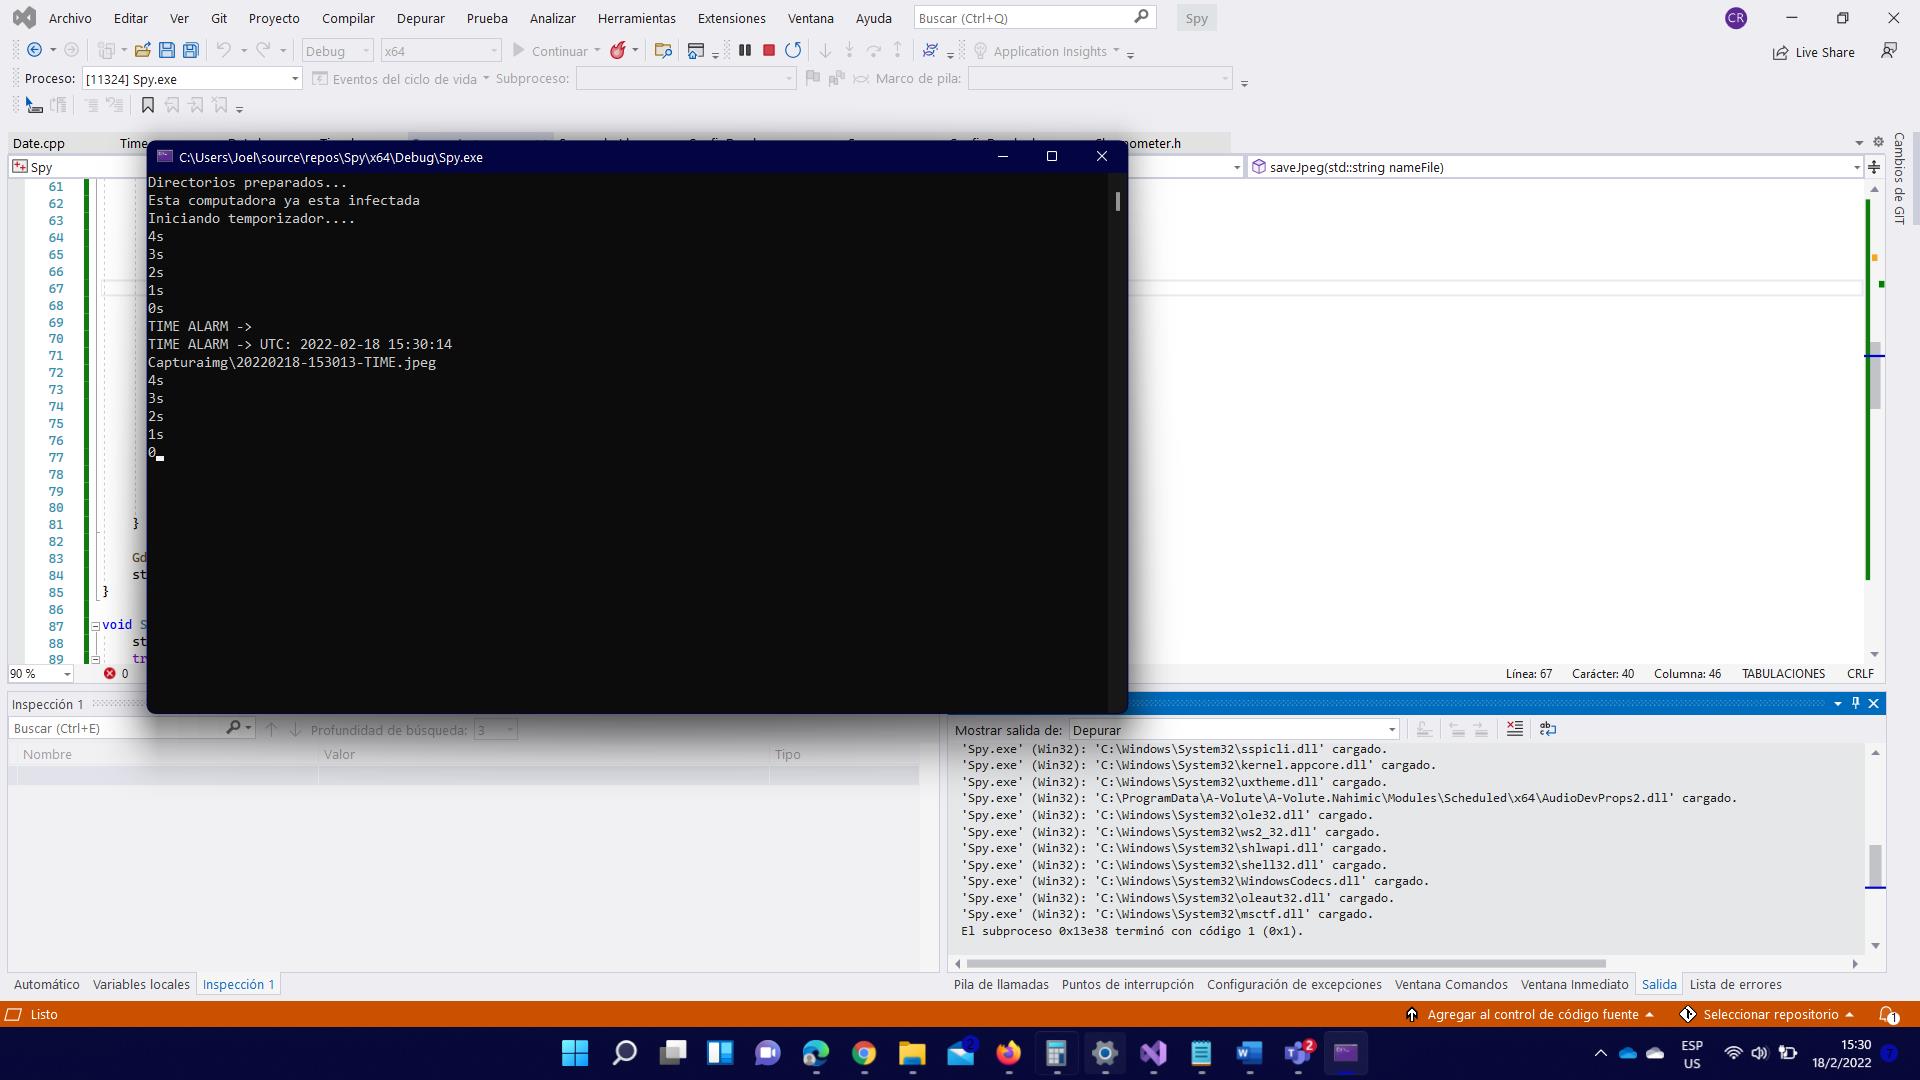 Archivo Editar Ver Git Proyecto Compilar Depurar Prueba Analizar Herramientas Extensiones Ventana Ayuda Buscar (Ctrl+Q) Spy CR
Debug x64 Continuar Application Insights Live Share
Proceso: [11324] Spy.exe Eventos del ciclo de vida Subproceso: Marco de pila:
Date.cpp Time ometer.h
Spy saveJpeg(std::string nameFile)
Cambios de GIT
C:\Users\Joel\source\repos\Spy\x64\Debug\Spy.exe
Directorios preparados...
Esta computadora ya esta infectada
Iniciando temporizador....
4s
3s
2s
1s
0s
TIME ALARM ->
TIME ALARM -> UTC: 2022-02-18 15:30:14
Capturaimg\20220218-153013-TIME.jpeg
4s
3s
2s
1s
0
61
62
63
64
65
66
67
68
69
70
71
72
73
74
75
76
77
78
79
80
81 }
82
83 Gd
84 st
85 }
86
87 void S
88 st
89 tr
90 % 0 Línea: 67 Carácter: 40 Columna: 46 TABULACIONES CRLF
Inspección 1
Buscar (Ctrl+E) Profundidad de búsqueda: 3
Nombre Valor Tipo
Mostrar salida de: Depurar
'Spy.exe' (Win32): 'C:\Windows\System32\sspicli.dll' cargado.
'Spy.exe' (Win32): 'C:\Windows\System32\kernel.appcore.dll' cargado.
'Spy.exe' (Win32): 'C:\Windows\System32\uxtheme.dll' cargado.
'Spy.exe' (Win32): 'C:\ProgramData\A-Volute\A-Volute.Nahimic\Modules\Scheduled\x64\AudioDevProps2.dll' cargado.
'Spy.exe' (Win32): 'C:\Windows\System32\ole32.dll' cargado.
'Spy.exe' (Win32): 'C:\Windows\System32\ws2_32.dll' cargado.
'Spy.exe' (Win32): 'C:\Windows\System32\shlwapi.dll' cargado.
'Spy.exe' (Win32): 'C:\Windows\System32\shell32.dll' cargado.
'Spy.exe' (Win32): 'C:\Windows\System32\WindowsCodecs.dll' cargado.
'Spy.exe' (Win32): 'C:\Windows\System32\oleaut32.dll' cargado.
'Spy.exe' (Win32): 'C:\Windows\System32\msctf.dll' cargado.
El subproceso 0x13e38 terminó con código 1 (0x1).
Automático Variables locales Inspección 1 Pila de llamadas Puntos de interrupción Configuración de excepciones Ventana Comandos Ventana Inmediato Salida Lista de errores
Listo Agregar al control de código fuente Seleccionar repositorio 1
2 2 ESP US 15:30 18/2/2022